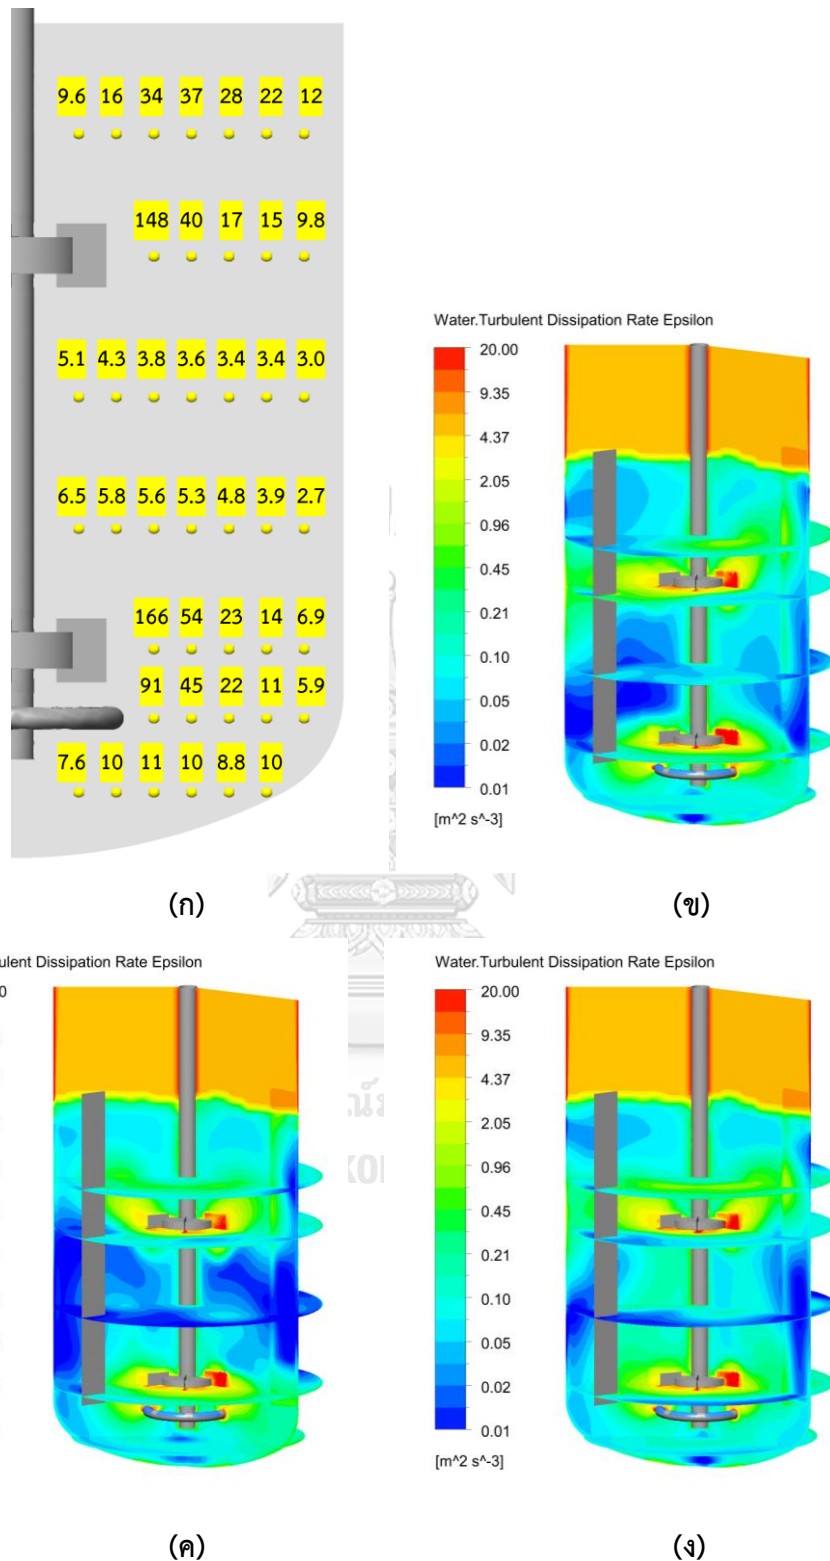 9.6 16 34 37 28 22 12
148 40 17 15 9.8
5.1 4.3 3.8 3.6 3.4 3.4 3.0
6.5 5.8 5.6 5.3 4.8 3.9 2.7
166 54 23 14 6.9
91 45 22 11 5.9
7.6 10 11 10 8.8 10
(ก)
Water.Turbulent Dissipation Rate Epsilon
20.00
9.35
4.37
2.05
0.96
0.45
0.21
0.10
0.05
0.02
0.01
[m^2 s^-3]
(ข)
ulent Dissipation Rate Epsilon
0
(ค)
Water.Turbulent Dissipation Rate Epsilon
20.00
9.35
4.37
2.05
0.96
0.45
0.21
0.10
0.05
0.02
0.01
[m^2 s^-3]
(ง)